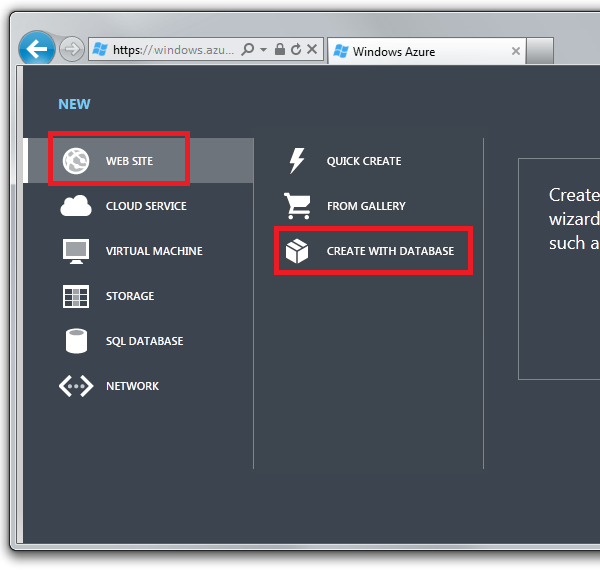 https://windows.azu...
Windows Azure
NEW
WEB SITE
CLOUD SERVICE
VIRTUAL MACHINE
STORAGE
SQL DATABASE
NETWORK
QUICK CREATE
FROM GALLERY
CREATE WITH DATABASE
Create
wizard
such a